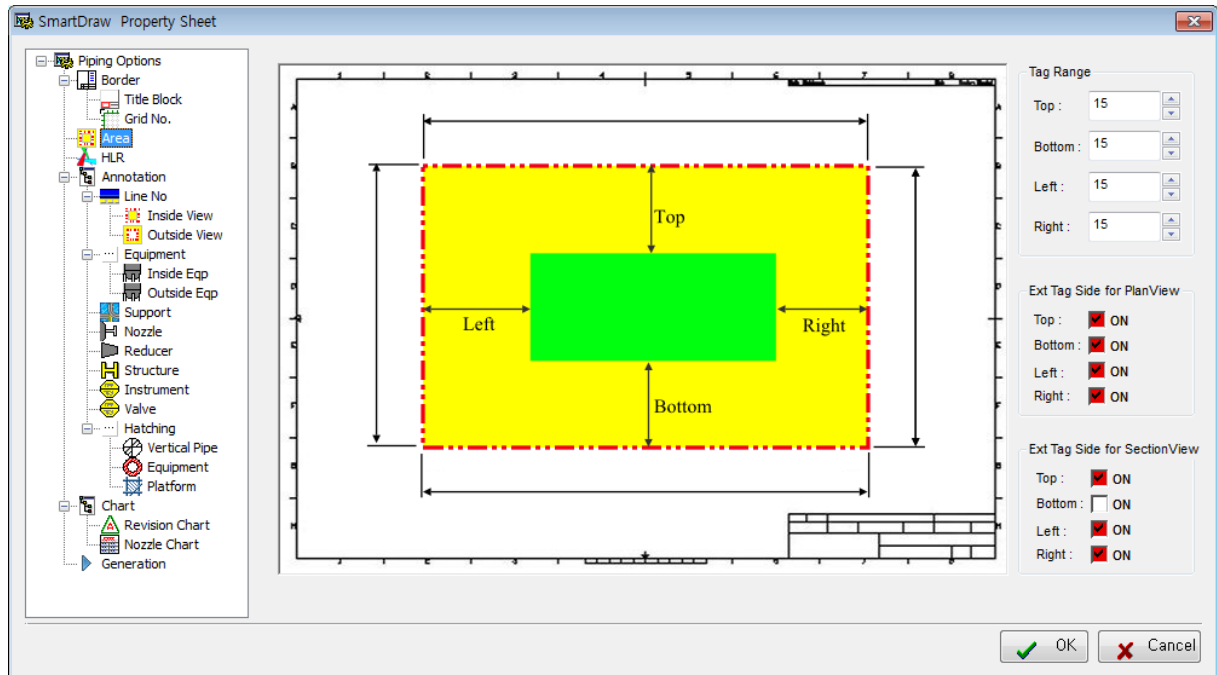 SmartDraw Property Sheet
Piping Options
Border
Title Block
Grid No.
Area
HLR
Annotation
Line No
Inside View
Outside View
Equipment
Inside Eqp
Outside Eqp
Support
Nozzle
Reducer
Structure
Instrument
Valve
Hatching
Vertical Pipe
Equipment
Platform
Chart
Revision Chart
Nozzle Chart
Generation
Top
Left
Right
Bottom
Tag Range
Top : 15
Bottom : 15
Left : 15
Right : 15
Ext Tag Side for PlanView
Top : ON
Bottom : ON
Left : ON
Right : ON
Ext Tag Side for SectionView
Top : ON
Bottom : ON
Left : ON
Right : ON
OK
Cancel